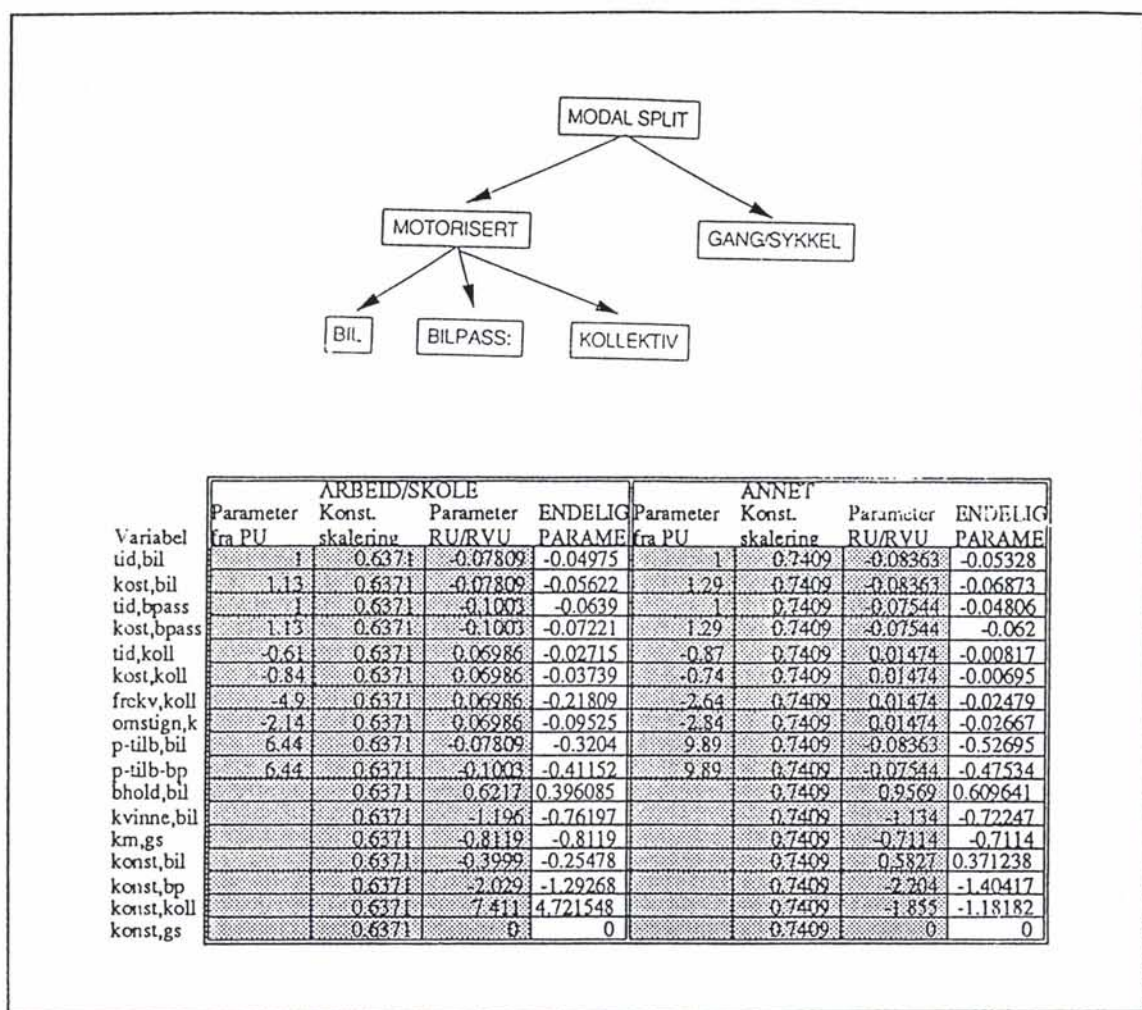 MODAL SPLIT
MOTORISERT
GANG/SYKKEL
BIL
BILPASS:
KOLLEKTIV
ARBEID/SKOLE ANNET
Parameter Konst. Parameter ENDELIG Parameter Konst. Parameter ENDELIG
Variabel fra PU skalering RU/RVU PARAME fra PU skalering RU/RVU PARAME
tid,bil 1 0.6371 -0.07809 -0.04975 1 0.7409 -0.08363 -0.05328
kost,bil 1.13 0.6371 -0.07809 -0.05622 1.29 0.7409 -0.08363 -0.06873
tid,bpass 1 0.6371 -0.1003 -0.0639 1 0.7409 -0.07544 -0.04806
kost,bpass 1.13 0.6371 -0.1003 -0.07221 1.29 0.7409 -0.07544 -0.062
tid,koll -0.61 0.6371 0.06986 -0.02715 -0.87 0.7409 0.01474 -0.00817
kost,koll -0.84 0.6371 0.06986 -0.03739 -0.74 0.7409 0.01474 -0.00695
frekv,koll -4.9 0.6371 0.06986 -0.21809 -2.64 0.7409 0.01474 -0.02479
omstign,k -2.14 0.6371 0.06986 -0.09525 -2.84 0.7409 0.01474 -0.02667
p-tilb,bil 6.44 0.6371 -0.07809 -0.3204 9.89 0.7409 -0.08363 -0.52695
p-tilb-bp 6.44 0.6371 -0.1003 -0.41152 9.89 0.7409 -0.07544 -0.47534
bhold,bil 0.6371 0.6217 0.396085 0.7409 0.9569 0.609641
kvinne,bil 0.6371 -1.196 -0.76197 0.7409 -1.134 -0.72247
km,gs 0.6371 -0.8119 -0.8119 0.7409 -0.7114 -0.7114
konst,bil 0.6371 -0.3999 -0.25478 0.7409 0.5827 0.371238
konst,bp 0.6371 -2.029 -1.29268 0.7409 -2.204 -1.40417
konst,koll 0.6371 7.411 4.721548 0.7409 -1.855 -1.18182
konst,gs 0.6371 0 0 0.7409 0 0